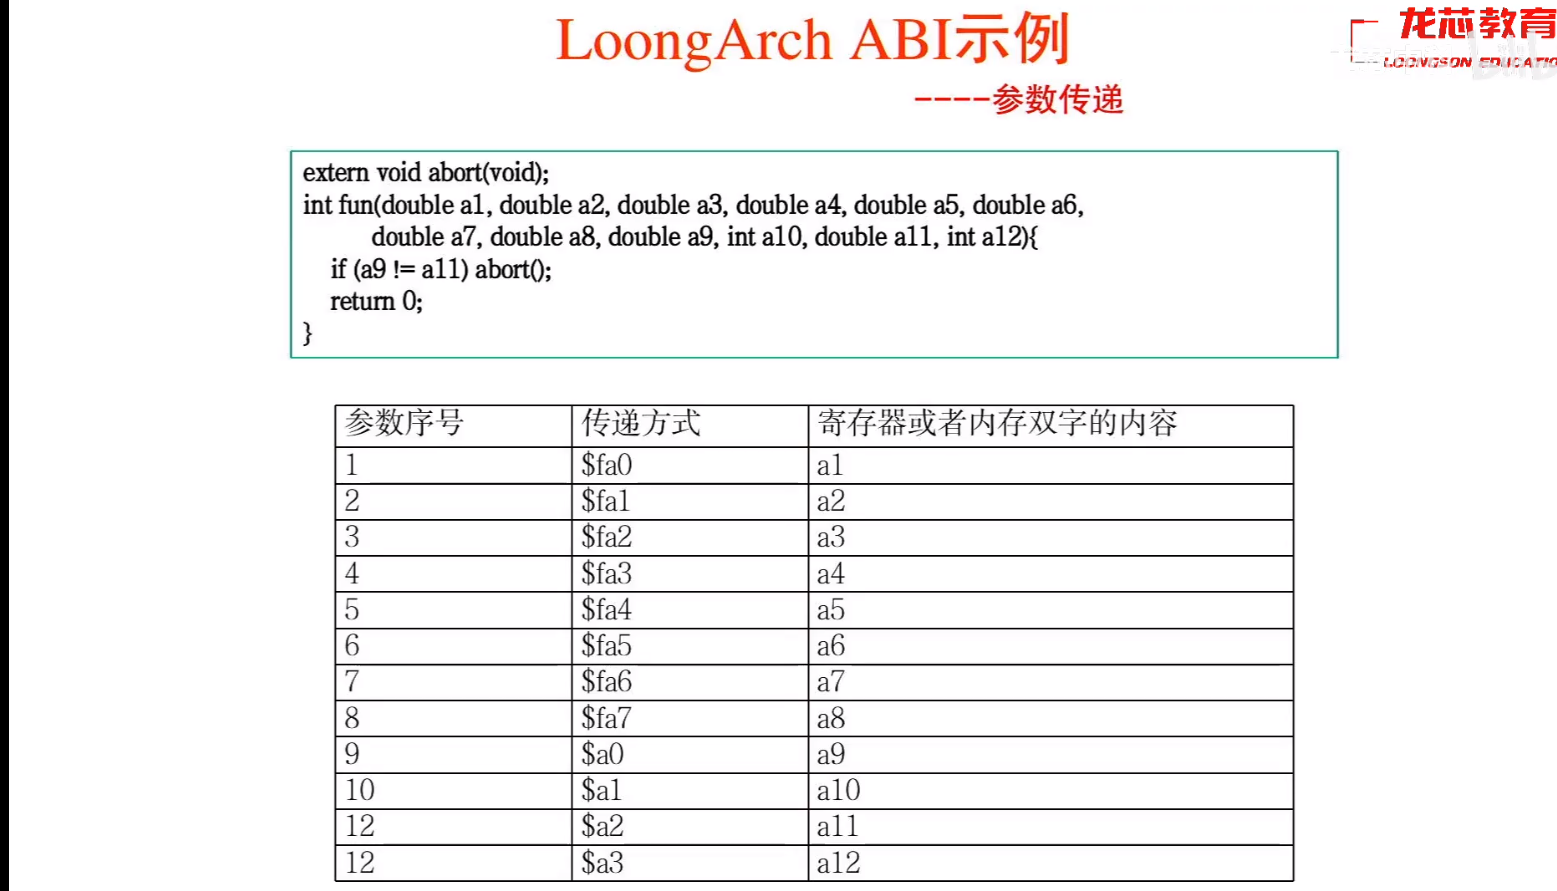 LoongArch ABI示例
龙芯教育
LOONGSON EDUCATIO
----参数传递
extern void abort(void);
int fun(double a1, double a2, double a3, double a4, double a5, double a6,
double a7, double a8, double a9, int a10, double a11, int a12){
if (a9 != a11) abort();
return 0;
}
参数序号 传递方式 寄存器或者内存双字的内容
1 $fa0 a1
2 $fa1 a2
3 $fa2 a3
4 $fa3 a4
5 $fa4 a5
6 $fa5 a6
7 $fa6 a7
8 $fa7 a8
9 $a0 a9
10 $a1 a10
12 $a2 a11
12 $a3 a12